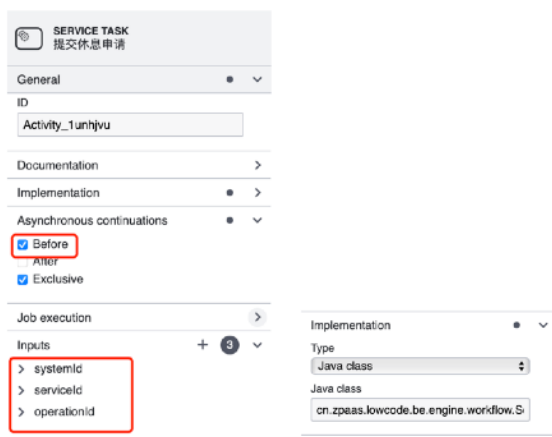 SERVICE TASK
提交休息申请
General
ID
Activity_1unhjvu
Documentation
Implementation
Asynchronous continuations
Before
After
Exclusive
Job execution
Inputs
3
systemId
serviceId
operationId
Implementation
Type
Java class
Java class
cn.zpaas.lowcode.be.engine.workflow.S